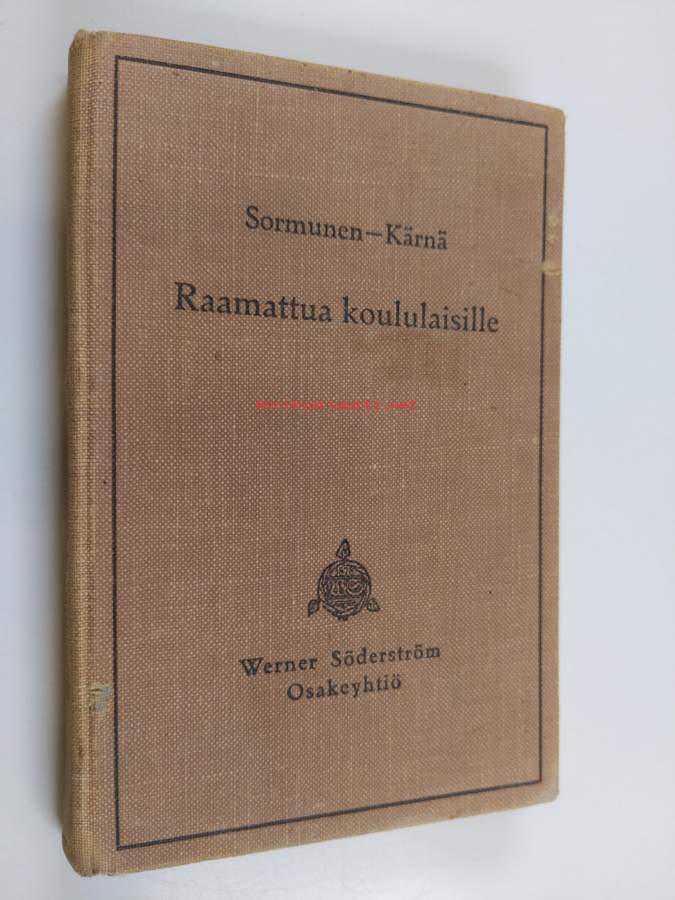 Sormunen—Kärnä
Raamattua koululaisille
Werner Söderström
Osakeyhtiö